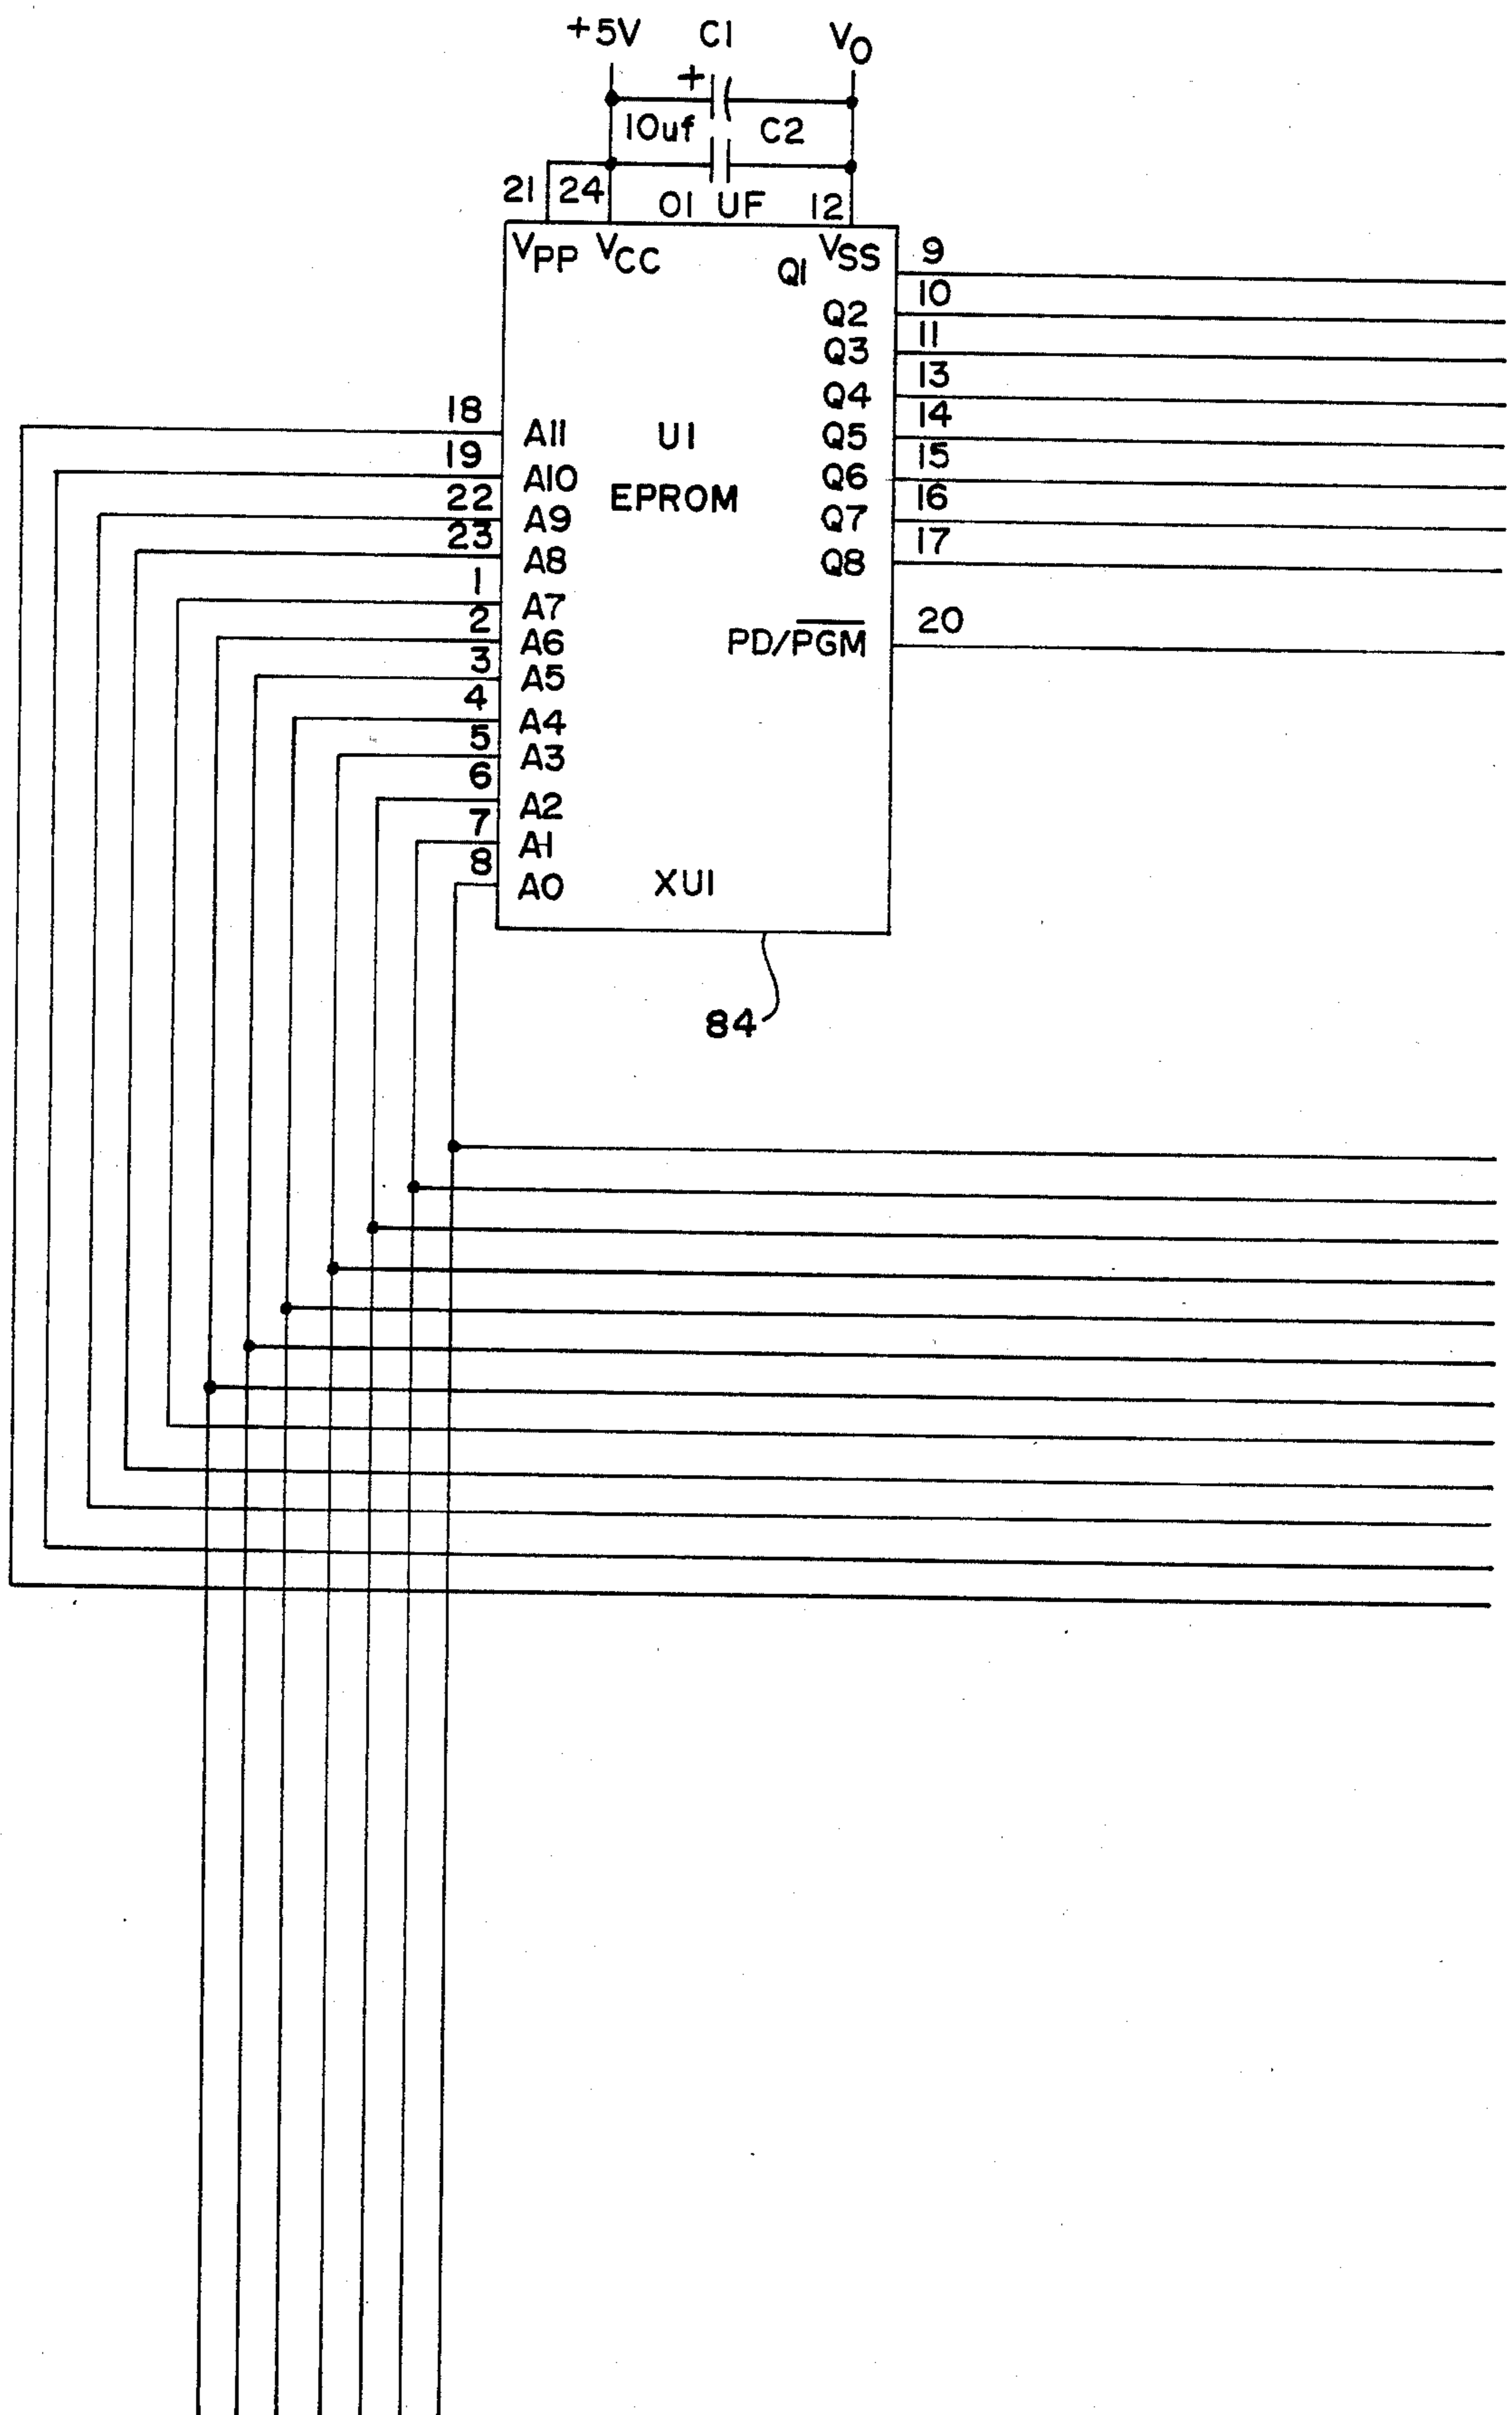 +5V C1 VO
+
10uf C2
21 24 01 UF 12
VPP VCC VSS
Q1 9
Q2 10
Q3 11
Q4 13
18 A11 U1 Q5 14
19 A10 EPROM Q6 15
22 A9 Q7 16
23 A8 Q8 17
1 A7
2 A6 PD/PGM 20
3 A5
4 A4
5 A3
6 A2
7 A1
8 A0 XU1
84